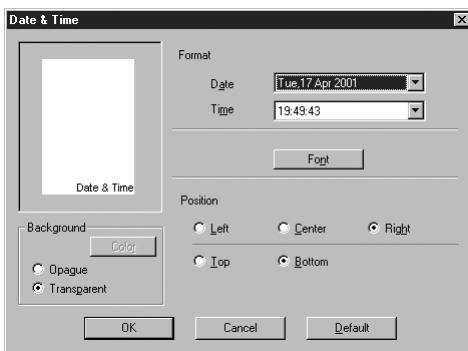 Date & Time
Format
Date Tue,17 Apr 2001
Time 19:49:43
Font
Date & Time
Position
Background
Color
Left Center Right
Opaque
Top Bottom
Transparent
OK Cancel Default